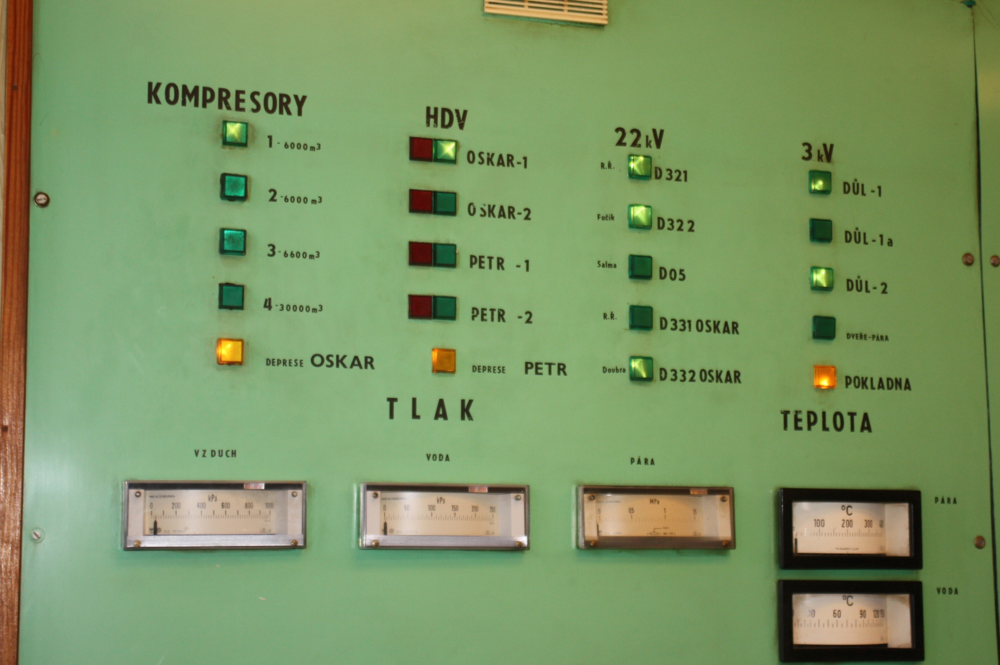 KOMPRESORY
1-6000m3
2-6000m3
3-6600m3
4-30000m3
DEPRESE OSKAR
HDV
OSKAR-1
OSKAR-2
PETR -1
PETR -2
DEPRESE PETR
22kV
R.Ř. D321
Fučik D322
Salma D05
R.Ř. D331 OSKAR
Doubra D332 OSKAR
3kV
DŮL-1
DŮL-1a
DŮL-2
DVEŘE-PÁRA
POKLADNA
TLAK
VZDUCH
kPa
0 200 400 600 800 1000
VODA
kPa
0 50 100 150 200 250
PÁRA
MPa
0 0,5 1 1,5
TEPLOTA
PÁRA
°C
0 100 200 300
VODA
°C
30 60 90 120 150